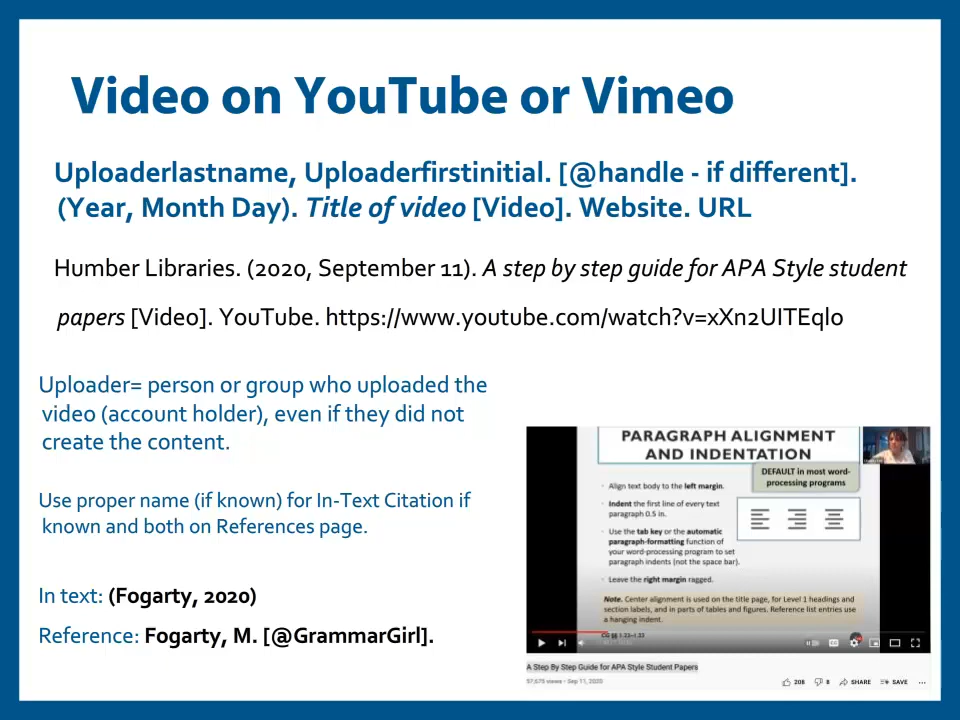 Video on YouTube or Vimeo
Uploaderlastname, Uploaderfirstinitial. [@handle - if different].
(Year, Month Day). Title of video [Video]. Website. URL
Humber Libraries. (2020, September 11). A step by step guide for APA Style student
papers [Video]. YouTube. https://www.youtube.com/watch?v=xXn2UITEqlo
Uploader= person or group who uploaded the
video (account holder), even if they did not
create the content.
Use proper name (if known) for In-Text Citation if
known and both on References page.
In text: (Fogarty, 2020)
Reference: Fogarty, M. [@GrammarGirl].
PARAGRAPH ALIGNMENT
AND INDENTATION
DEFAULT in most word-
processing programs
· Align text body to the left margin.
· Indent the first line of every text
paragraph 0.5 in.
· Use the tab key or the automatic
paragraph-formatting function of
your word-processing program to set
paragraph indents (not the space bar).
· Leave the right margin ragged.
Note. Center alignment is used on the title page, for Level 1 headings and
section labels, and in parts of tables and figures. Reference list entries use
a hanging indent.
A Step By Step Guide for APA Style Student Papers
57,675 views • Sep 11, 2020
208
8
SHARE
SAVE